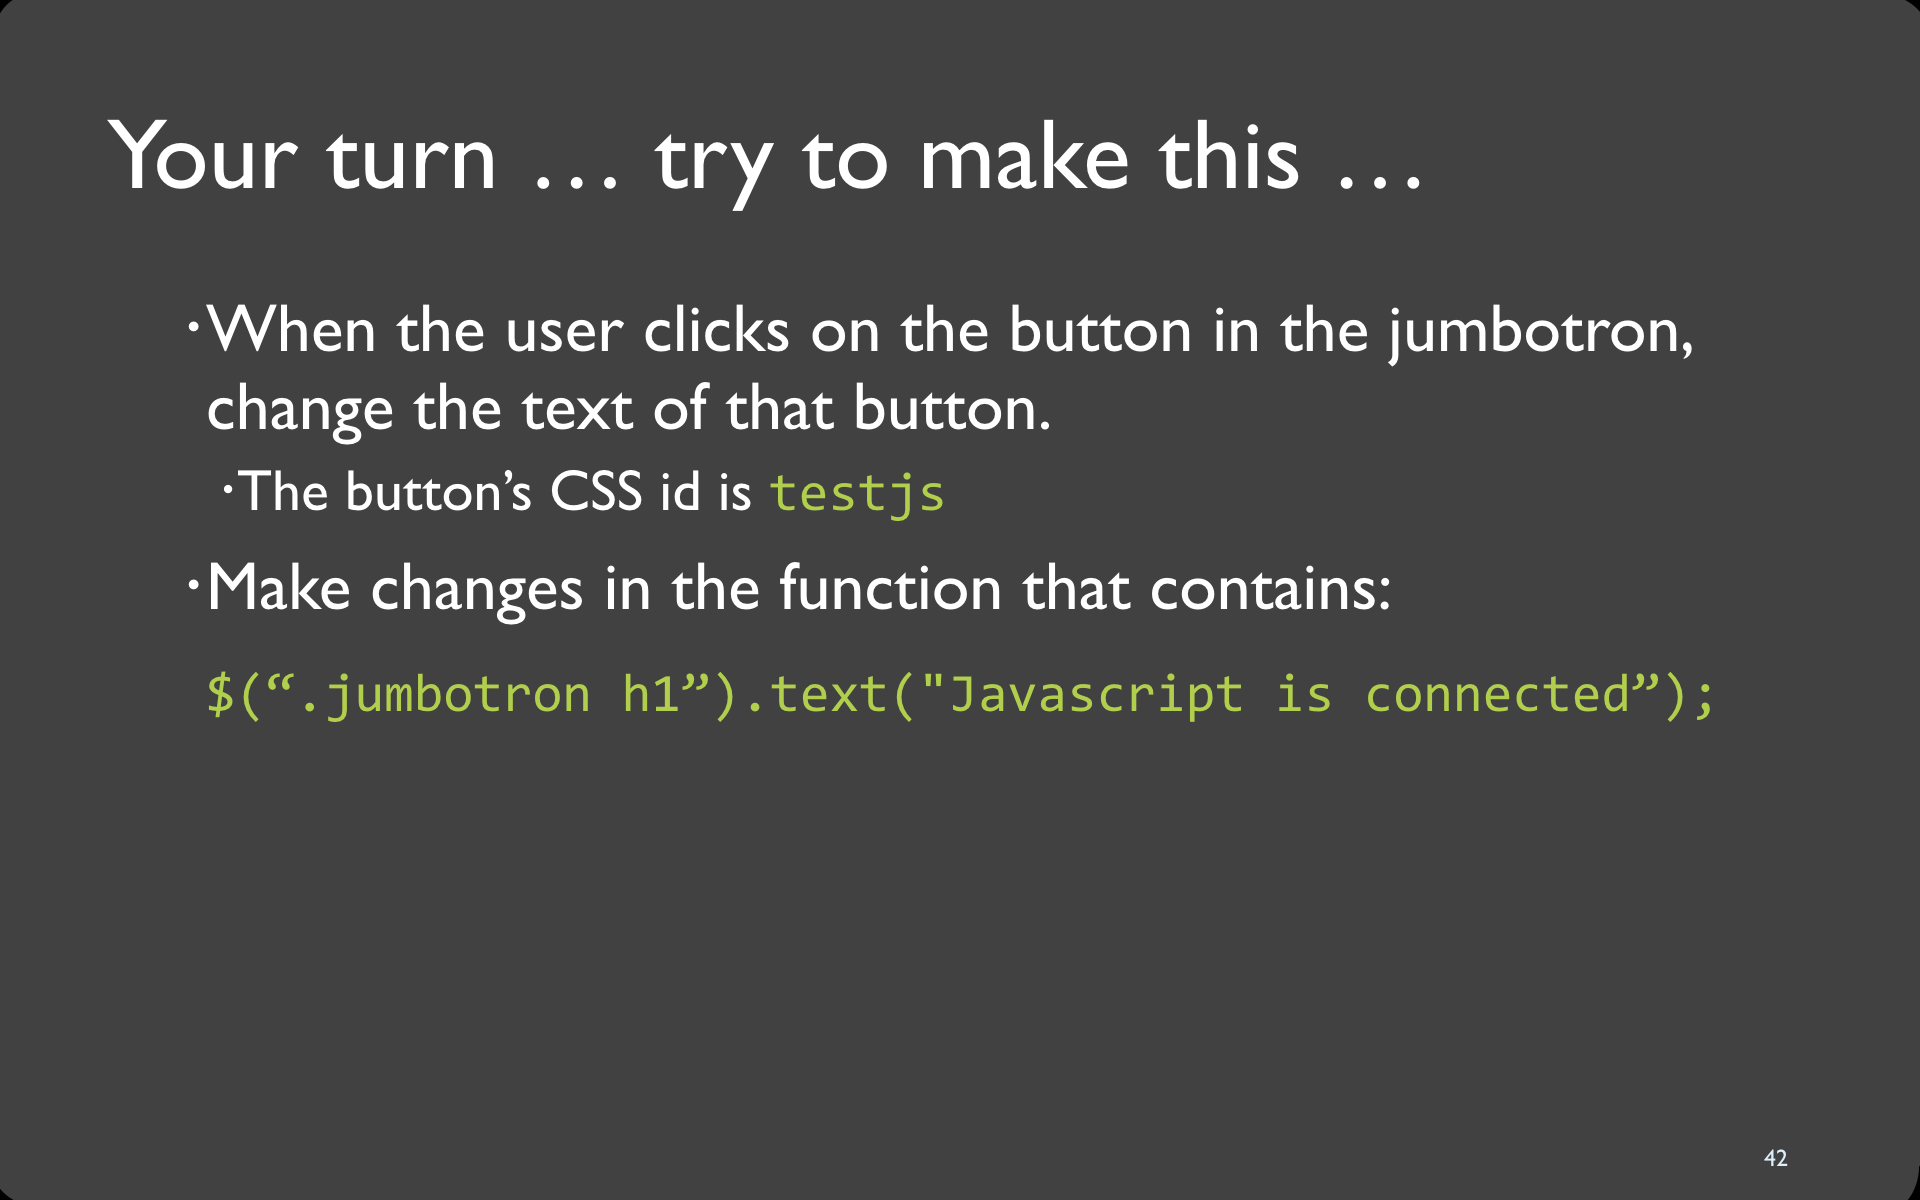 Your turn … try to make this …
•When the user clicks on the button in the jumbotron,
change the text of that button.
•The button’s CSS id is testjs
•Make changes in the function that contains:
$(“.jumbotron h1”).text("Javascript is connected”);
42